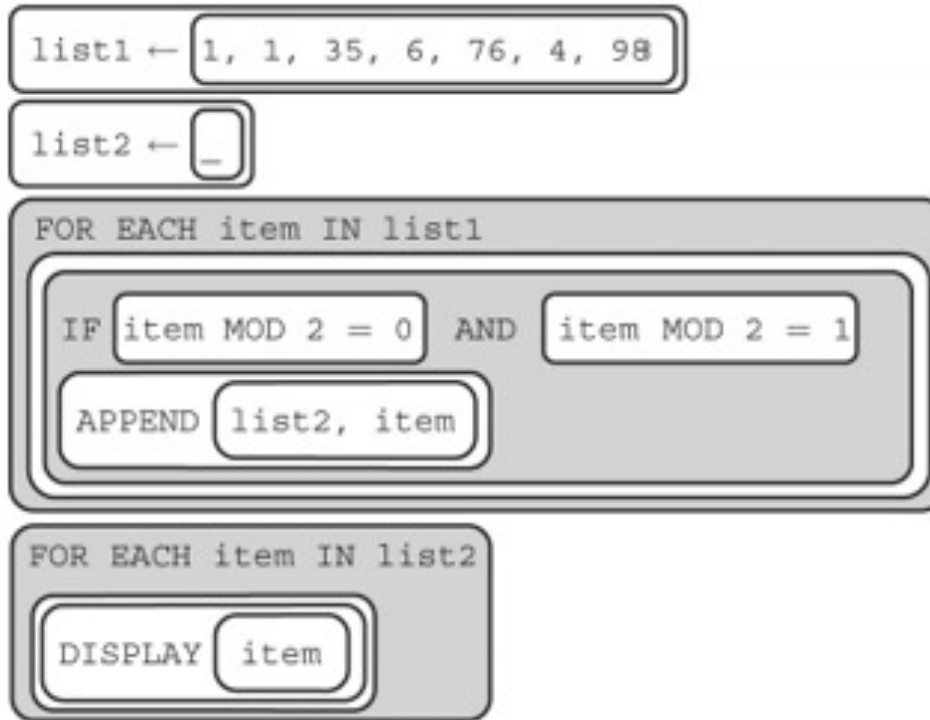 list1 ← 1, 1, 35, 6, 76, 4, 98
list2 ← _
FOR EACH item IN list1
IF item MOD 2 = 0 AND item MOD 2 = 1
APPEND list2, item
FOR EACH item IN list2
DISPLAY item